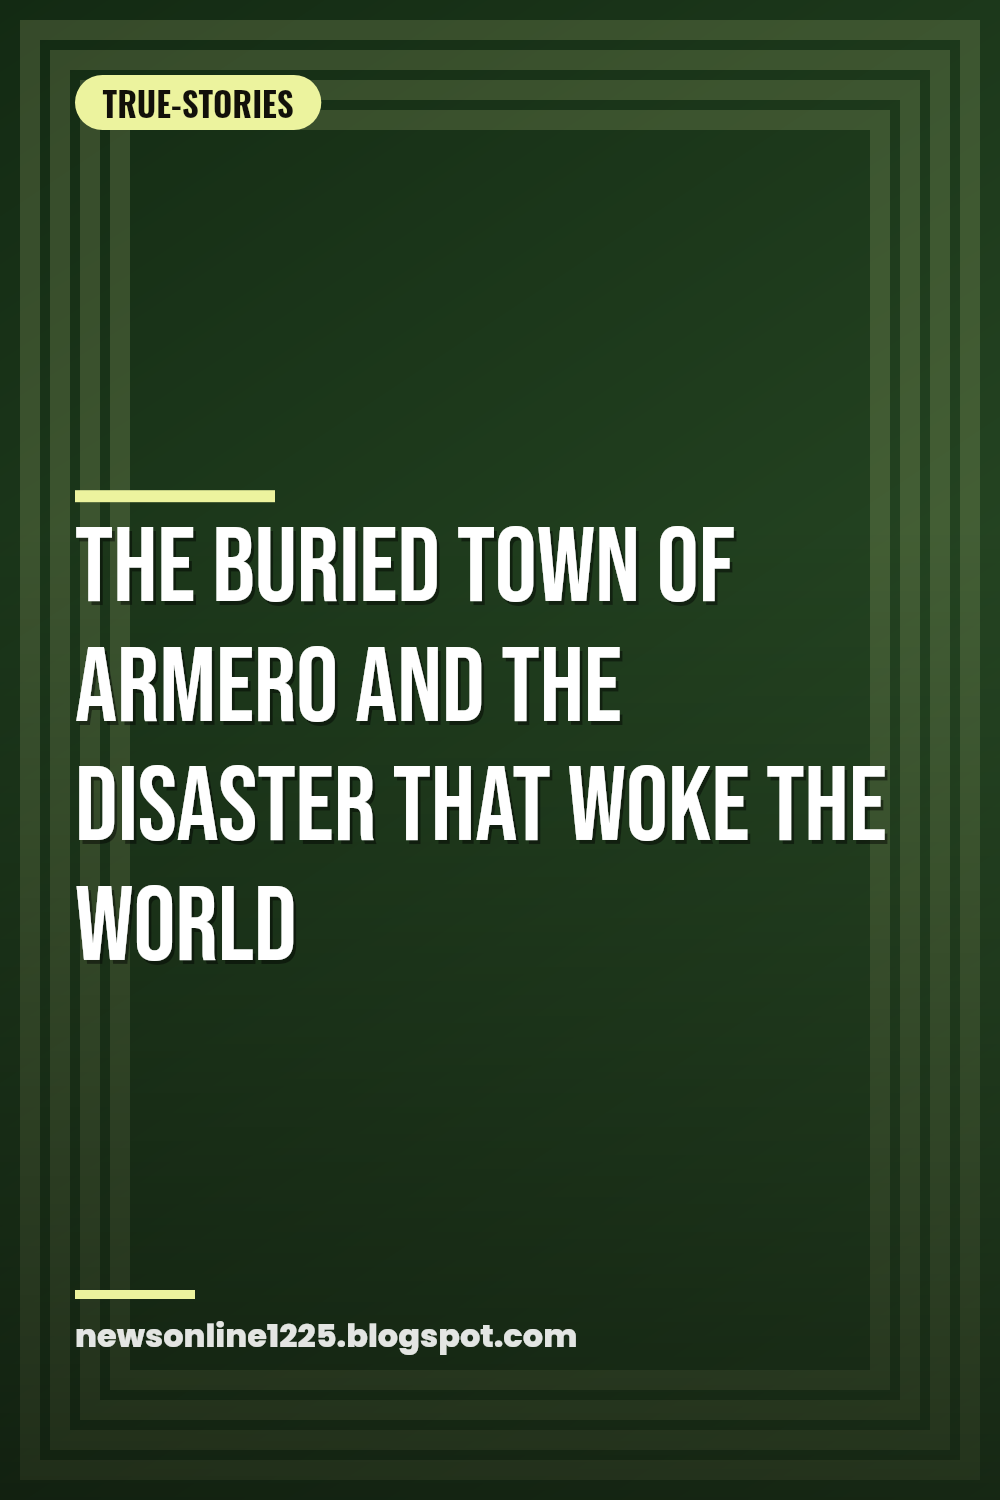 TRUE-STORIES
THE BURIED TOWN OF
ARMERO AND THE
DISASTER THAT WOKE THE
WORLD
newsonline1225.blogspot.com